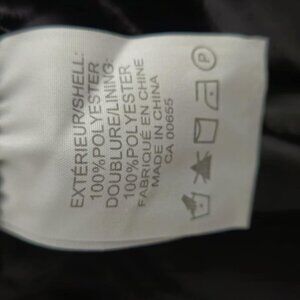 EXTÉRIEUR/SHELL:
100%POLYESTER
DOUBLURE/LINING:
100%POLYESTER
FABRIQUÉ EN CHINE
MADE IN CHINA
CA 00655
P